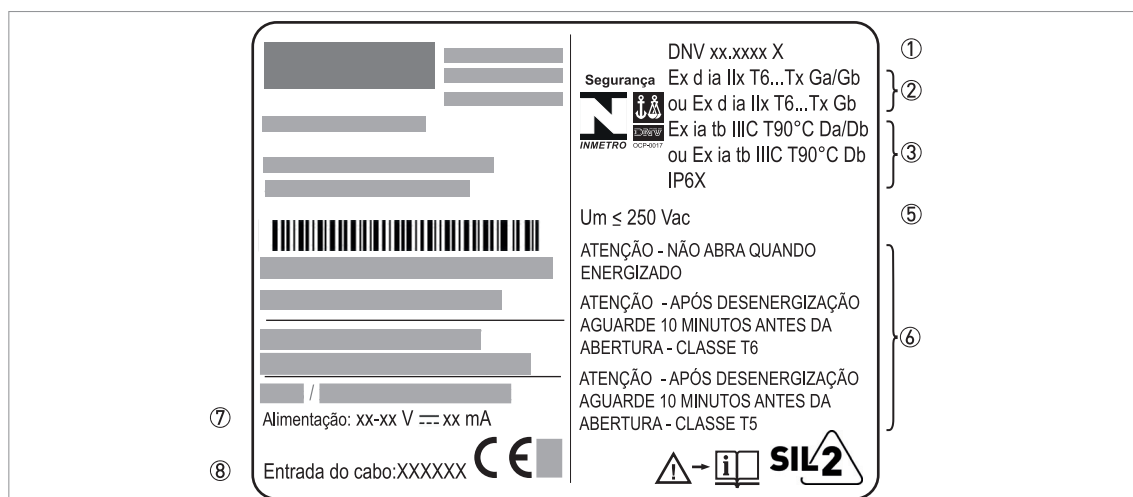 DNV xx.xxxx X
①
Segurança
Ex d ia IIx T6...Tx Ga/Gb
ou Ex d ia IIx T6...Tx Gb
②
N
INMETRO
DNV
OCP-0017
Ex ia tb IIIC T90°C Da/Db
ou Ex ia tb IIIC T90°C Db
IP6X
③
Um ≤ 250 Vac
⑤
ATENÇÃO - NÃO ABRA QUANDO
ENERGIZADO
ATENÇÃO - APÓS DESENERGIZAÇÃO
AGUARDE 10 MINUTOS ANTES DA
ABERTURA - CLASSE T6
ATENÇÃO - APÓS DESENERGIZAÇÃO
AGUARDE 10 MINUTOS ANTES DA
ABERTURA - CLASSE T5
⑥
/
⑦ Alimentação: xx-xx V ⎓ xx mA
⑧ Entrada do cabo:XXXXXX CE
i
SIL2